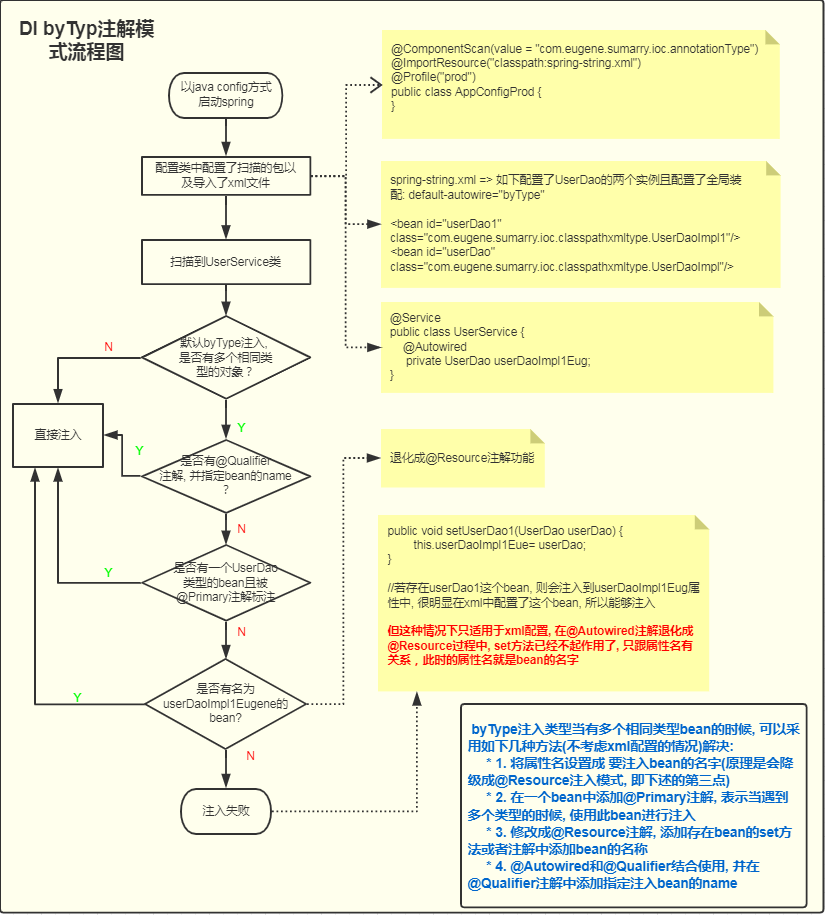 DI byTyp注解模
式流程图
以java config方式
启动spring
配置类中配置了扫描的包以
及导入了xml文件
扫描到UserService类
默认byType注入,
是否有多个相同类
型的对象？
N
直接注入
Y
Y
是否有@Qualifier
注解, 并指定bean的name
？
N
是否有一个UserDao
类型的bean且被
@Primary注解标注
Y
N
是否有名为
userDaoImpl1Eugene的
bean?
Y
N
注入失败
@ComponentScan(value = "com.eugene.sumarry.ioc.annotationType")
@ImportResource("classpath:spring-string.xml")
@Profile("prod")
public class AppConfigProd {
}
spring-string.xml => 如下配置了UserDao的两个实例且配置了全局装
配: default-autowire="byType"
<bean id="userDao1"
class="com.eugene.sumarry.ioc.classpathxmltype.UserDaoImpl1"/>
<bean id="userDao"
class="com.eugene.sumarry.ioc.classpathxmltype.UserDaoImpl"/>
@Service
public class UserService {
@Autowired
private UserDao userDaoImpl1Eug;
}
退化成@Resource注解功能
public void setUserDao1(UserDao userDao) {
this.userDaoImpl1Eue= userDao;
}
//若存在userDao1这个bean, 则会注入到userDaoImpl1Eug属
性中, 很明显在xml中配置了这个bean, 所以能够注入
但这种情况下只适用于xml配置, 在@Autowired注解退化成
@Resource过程中, set方法已经不起作用了, 只跟属性名有
关系，此时的属性名就是bean的名字
byType注入类型当有多个相同类型bean的时候, 可以采
用如下几种方法(不考虑xml配置的情况)解决:
* 1. 将属性名设置成 要注入bean的名字(原理是会降
级成@Resource注入模式, 即下述的第三点)
* 2. 在一个bean中添加@Primary注解, 表示当遇到
多个类型的时候, 使用此bean进行注入
* 3. 修改成@Resource注解, 添加存在bean的set方
法或者注解中添加bean的名称
* 4. @Autowired和@Qualifier结合使用, 并在
@Qualifier注解中添加指定注入bean的name